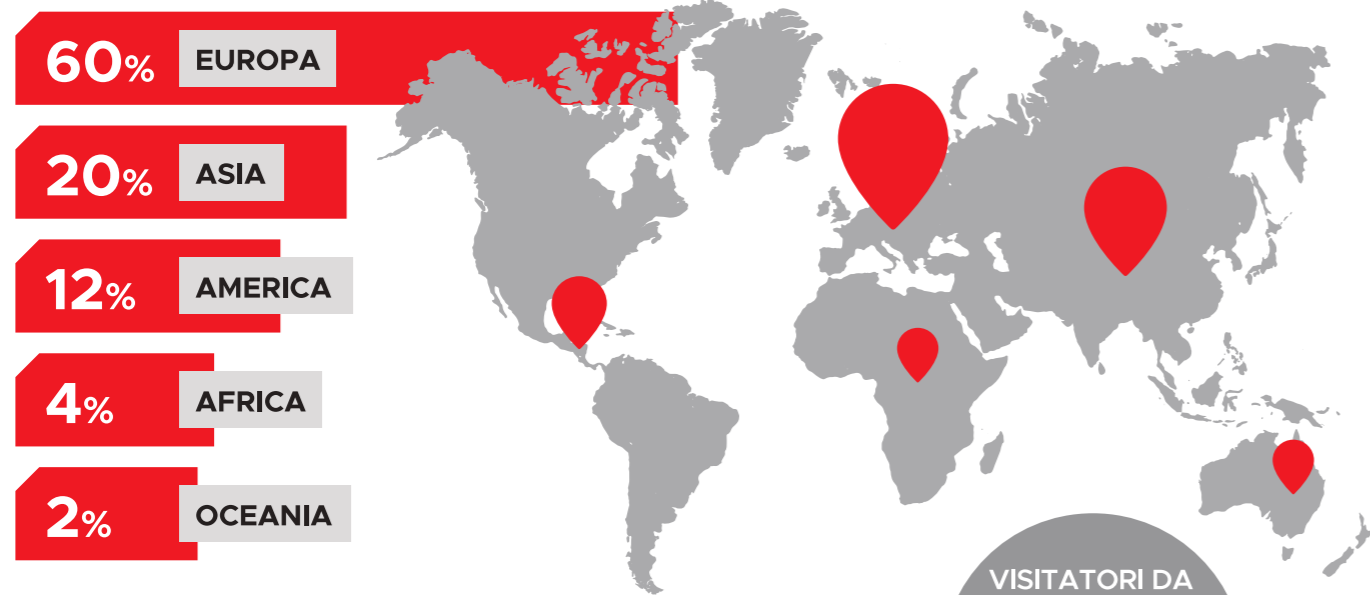 60% EUROPA
20% ASIA
12% AMERICA
4% AFRICA
2% OCEANIA
VISITATORI DA